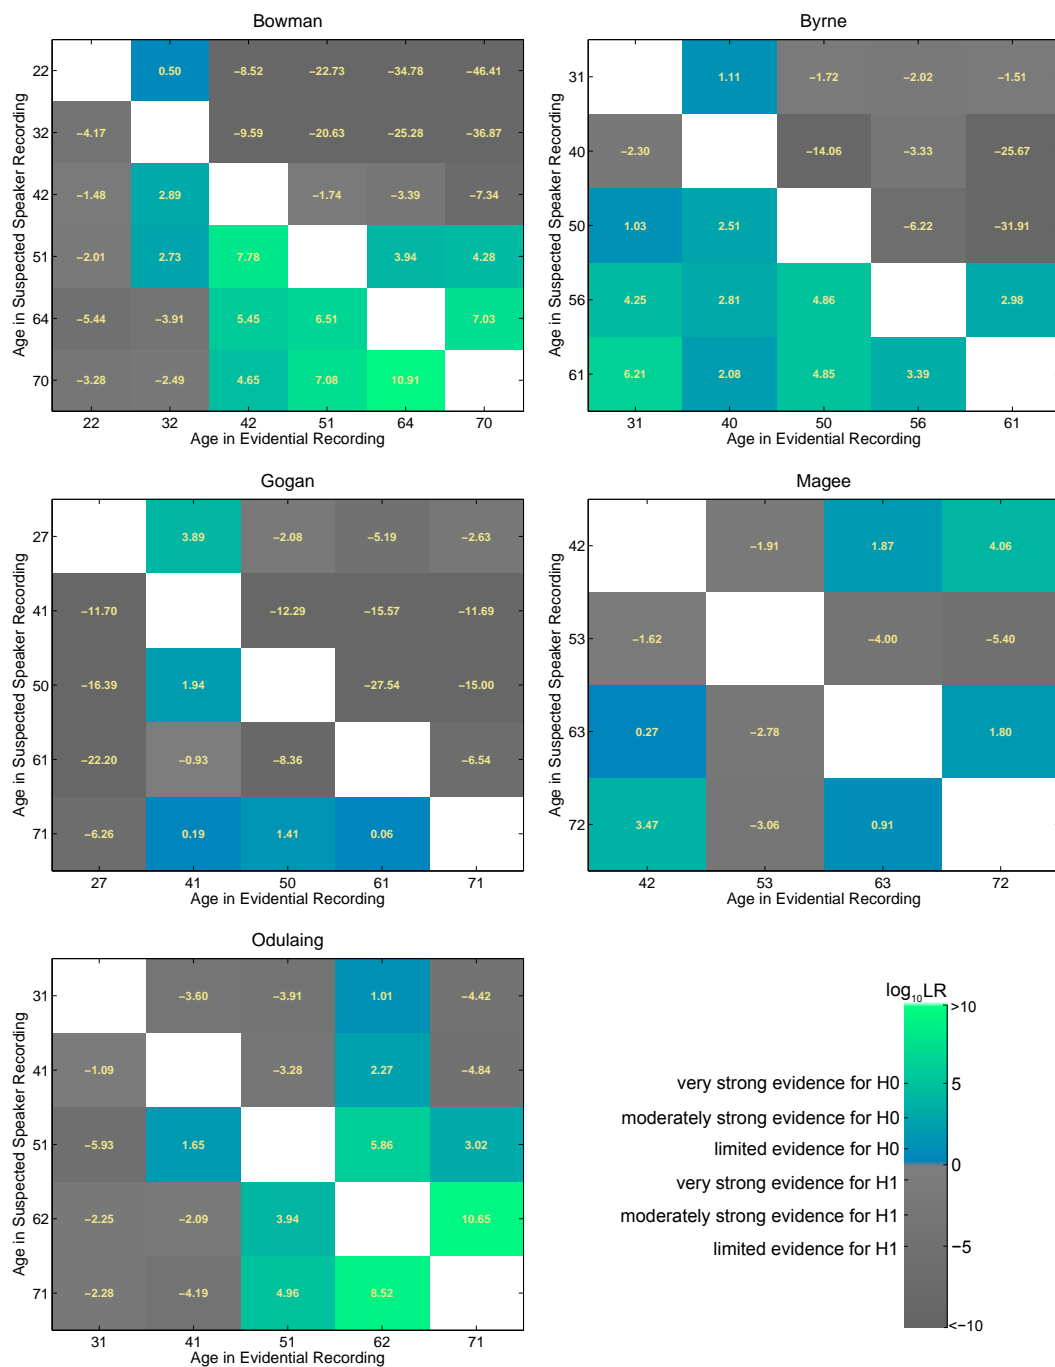 Bowman
Age in Suspected Speaker Recording
22 0.50 −8.52 −22.73 −34.78 −46.41
32 −4.17 −9.59 −20.63 −25.28 −36.87
42 −1.48 2.89 −1.74 −3.39 −7.34
51 −2.01 2.73 7.78 3.94 4.28
64 −5.44 −3.91 5.45 6.51 7.03
70 −3.28 −2.49 4.65 7.08 10.91
22 32 42 51 64 70
Age in Evidential Recording
Byrne
Age in Suspected Speaker Recording
31 1.11 −1.72 −2.02 −1.51
40 −2.30 −14.06 −3.33 −25.67
50 1.03 2.51 −6.22 −31.91
56 4.25 2.81 4.86 2.98
61 6.21 2.08 4.85 3.39
31 40 50 56 61
Age in Evidential Recording
Gogan
Age in Suspected Speaker Recording
27 3.89 −2.08 −5.19 −2.63
41 −11.70 −12.29 −15.57 −11.69
50 −16.39 1.94 −27.54 −15.00
61 −22.20 −0.93 −8.36 −6.54
71 −6.26 0.19 1.41 0.06
27 41 50 61 71
Age in Evidential Recording
Magee
Age in Suspected Speaker Recording
42 −1.91 1.87 4.06
53 −1.62 −4.00 −5.40
63 0.27 −2.78 1.80
72 3.47 −3.06 0.91
42 53 63 72
Age in Evidential Recording
Odulaing
Age in Suspected Speaker Recording
31 −3.60 −3.91 1.01 −4.42
41 −1.09 −3.28 2.27 −4.84
51 −5.93 1.65 5.86 3.02
62 −2.25 −2.09 3.94 10.65
71 −2.28 −4.19 4.96 8.52
31 41 51 62 71
Age in Evidential Recording
log₁₀LR
>10
very strong evidence for H0 5
moderately strong evidence for H0
limited evidence for H0
0
very strong evidence for H1
moderately strong evidence for H1
limited evidence for H1 −5
<−10